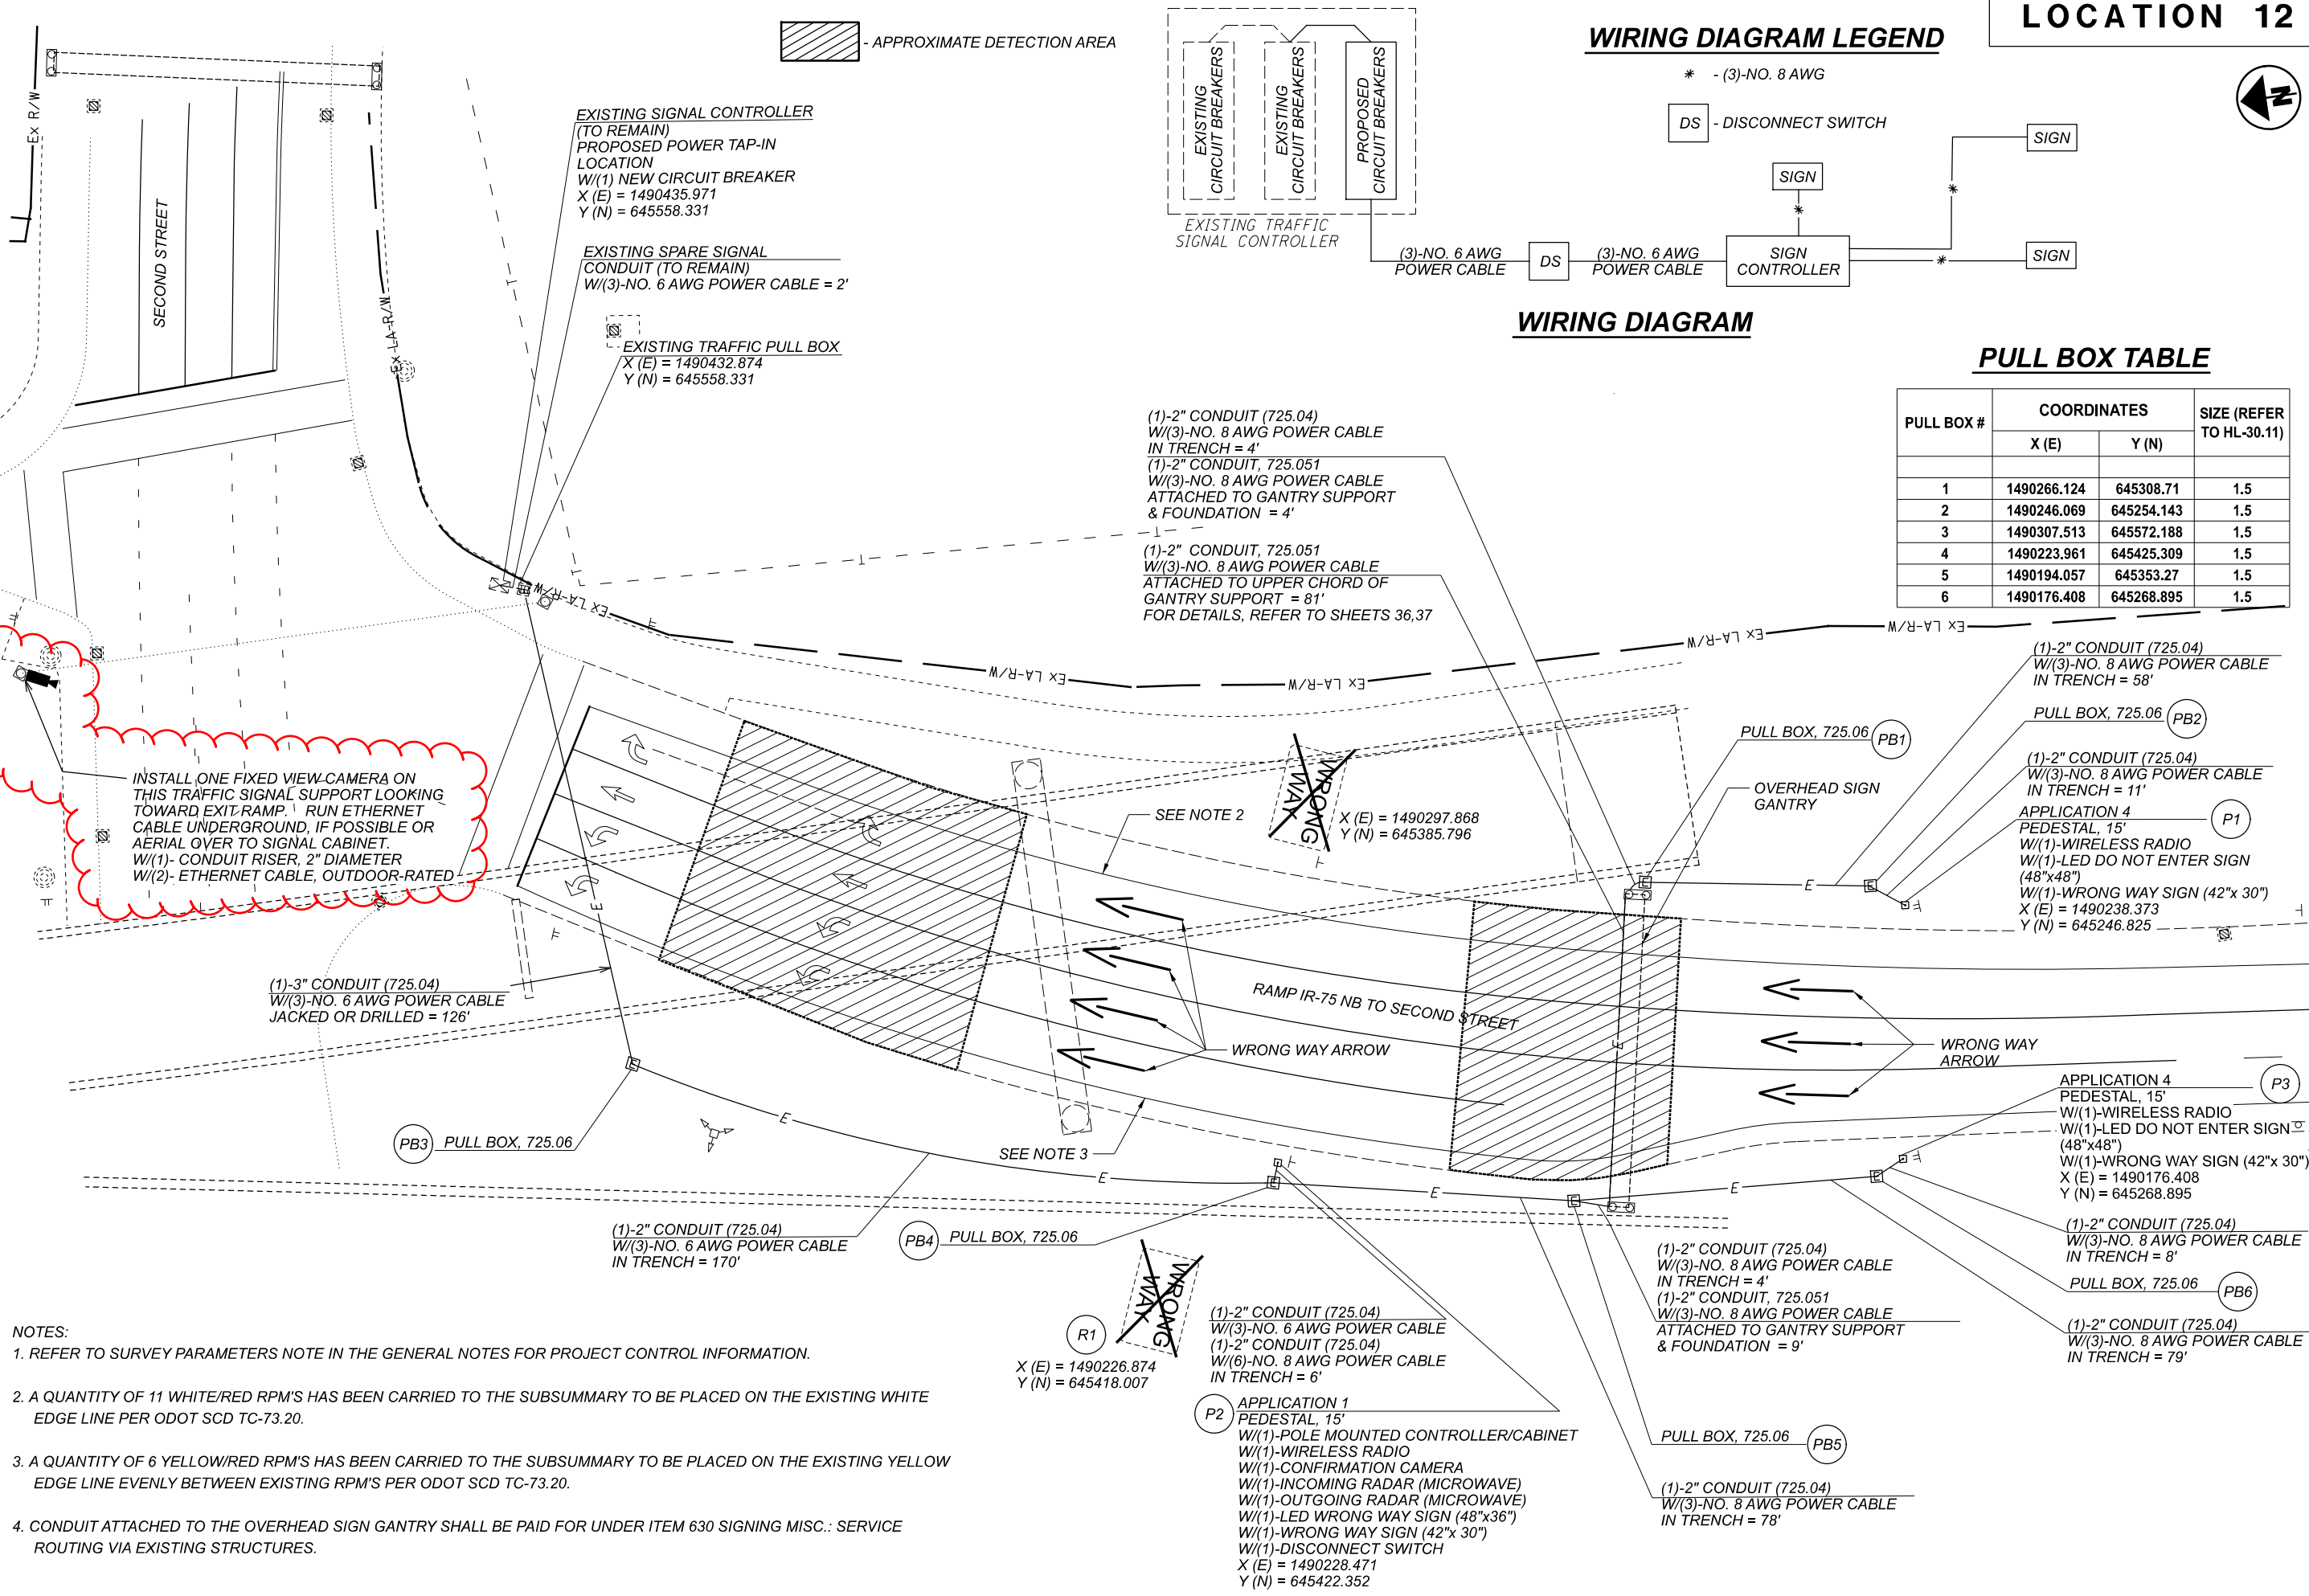 LOCATION 12
- APPROXIMATE DETECTION AREA
EXISTING CIRCUIT BREAKERS
EXISTING CIRCUIT BREAKERS
PROPOSED CIRCUIT BREAKERS
EXISTING TRAFFIC
SIGNAL CONTROLLER
WIRING DIAGRAM LEGEND
* - (3)-NO. 8 AWG
DS - DISCONNECT SWITCH
N
(3)-NO. 6 AWG
POWER CABLE
DS
(3)-NO. 6 AWG
POWER CABLE
SIGN
CONTROLLER
SIGN
*
SIGN
*
SIGN
*
WIRING DIAGRAM
PULL BOX TABLE
PULL BOX # COORDINATES SIZE (REFER
TO HL-30.11)
X (E) Y (N)
1 1490266.124 645308.71 1.5
2 1490246.069 645254.143 1.5
3 1490307.513 645572.188 1.5
4 1490223.961 645425.309 1.5
5 1490194.057 645353.27 1.5
6 1490176.408 645268.895 1.5
Ex R/W
SECOND STREET
Ex LA-R/W
EXISTING SIGNAL CONTROLLER
(TO REMAIN)
PROPOSED POWER TAP-IN
LOCATION
W/(1) NEW CIRCUIT BREAKER
X (E) = 1490435.971
Y (N) = 645558.331
EXISTING SPARE SIGNAL
CONDUIT (TO REMAIN)
W/(3)-NO. 6 AWG POWER CABLE = 2'
EXISTING TRAFFIC PULL BOX
X (E) = 1490432.874
Y (N) = 645558.331
(1)-2" CONDUIT (725.04)
W/(3)-NO. 8 AWG POWER CABLE
IN TRENCH = 4'
(1)-2" CONDUIT, 725.051
W/(3)-NO. 8 AWG POWER CABLE
ATTACHED TO GANTRY SUPPORT
& FOUNDATION = 4'
(1)-2" CONDUIT, 725.051
W/(3)-NO. 8 AWG POWER CABLE
ATTACHED TO UPPER CHORD OF
GANTRY SUPPORT = 81'
FOR DETAILS, REFER TO SHEETS 36,37
Ex LA-R/W
Ex LA-R/W
Ex LA-R/W
Ex LA-R/W
Ex LA-R/W
(1)-2" CONDUIT (725.04)
W/(3)-NO. 8 AWG POWER CABLE
IN TRENCH = 58'
PULL BOX, 725.06 PB2
PULL BOX, 725.06 PB1
(1)-2" CONDUIT (725.04)
W/(3)-NO. 8 AWG POWER CABLE
IN TRENCH = 11'
OVERHEAD SIGN
GANTRY
APPLICATION 4 P1
PEDESTAL, 15'
W/(1)-WIRELESS RADIO
W/(1)-LED DO NOT ENTER SIGN
(48"x48")
W/(1)-WRONG WAY SIGN (42"x 30")
X (E) = 1490238.373
Y (N) = 645246.825
INSTALL ONE FIXED VIEW CAMERA ON
THIS TRAFFIC SIGNAL SUPPORT LOOKING
TOWARD EXIT RAMP. RUN ETHERNET
CABLE UNDERGROUND, IF POSSIBLE OR
AERIAL OVER TO SIGNAL CABINET.
W/(1)- CONDUIT RISER, 2" DIAMETER
W/(2)- ETHERNET CABLE, OUTDOOR-RATED
SEE NOTE 2
WRONG
WAY
X (E) = 1490297.868
Y (N) = 645385.796
E
E
E
E
E
(1)-3" CONDUIT (725.04)
W/(3)-NO. 6 AWG POWER CABLE
JACKED OR DRILLED = 126'
RAMP IR-75 NB TO SECOND STREET
E
WRONG WAY ARROW
WRONG WAY
ARROW
PB3 PULL BOX, 725.06
E
E
E
E
E
E
E
E
SEE NOTE 3
APPLICATION 4 P3
PEDESTAL, 15'
W/(1)-WIRELESS RADIO
W/(1)-LED DO NOT ENTER SIGN
(48"x48")
W/(1)-WRONG WAY SIGN (42"x 30")
X (E) = 1490176.408
Y (N) = 645268.895
(1)-2" CONDUIT (725.04)
W/(3)-NO. 6 AWG POWER CABLE
IN TRENCH = 170'
PB4 PULL BOX, 725.06
(1)-2" CONDUIT (725.04)
W/(3)-NO. 8 AWG POWER CABLE
IN TRENCH = 8'
PULL BOX, 725.06 PB6
(1)-2" CONDUIT (725.04)
W/(3)-NO. 8 AWG POWER CABLE
IN TRENCH = 79'
(1)-2" CONDUIT (725.04)
W/(3)-NO. 8 AWG POWER CABLE
IN TRENCH = 4'
(1)-2" CONDUIT, 725.051
W/(3)-NO. 8 AWG POWER CABLE
ATTACHED TO GANTRY SUPPORT
& FOUNDATION = 9'
WRONG
WAY
R1
X (E) = 1490226.874
Y (N) = 645418.007
(1)-2" CONDUIT (725.04)
W/(3)-NO. 6 AWG POWER CABLE
(1)-2" CONDUIT (725.04)
W/(6)-NO. 8 AWG POWER CABLE
IN TRENCH = 6'
P2 APPLICATION 1
PEDESTAL, 15'
W/(1)-POLE MOUNTED CONTROLLER/CABINET
W/(1)-WIRELESS RADIO
W/(1)-CONFIRMATION CAMERA
W/(1)-INCOMING RADAR (MICROWAVE)
W/(1)-OUTGOING RADAR (MICROWAVE)
W/(1)-LED WRONG WAY SIGN (48"x36")
W/(1)-WRONG WAY SIGN (42"x 30")
W/(1)-DISCONNECT SWITCH
X (E) = 1490228.471
Y (N) = 645422.352
PULL BOX, 725.06 PB5
(1)-2" CONDUIT (725.04)
W/(3)-NO. 8 AWG POWER CABLE
IN TRENCH = 78'
NOTES:
1. REFER TO SURVEY PARAMETERS NOTE IN THE GENERAL NOTES FOR PROJECT CONTROL INFORMATION.
2. A QUANTITY OF 11 WHITE/RED RPM'S HAS BEEN CARRIED TO THE SUBSUMMARY TO BE PLACED ON THE EXISTING WHITE
EDGE LINE PER ODOT SCD TC-73.20.
3. A QUANTITY OF 6 YELLOW/RED RPM'S HAS BEEN CARRIED TO THE SUBSUMMARY TO BE PLACED ON THE EXISTING YELLOW
EDGE LINE EVENLY BETWEEN EXISTING RPM'S PER ODOT SCD TC-73.20.
4. CONDUIT ATTACHED TO THE OVERHEAD SIGN GANTRY SHALL BE PAID FOR UNDER ITEM 630 SIGNING MISC.: SERVICE
ROUTING VIA EXISTING STRUCTURES.